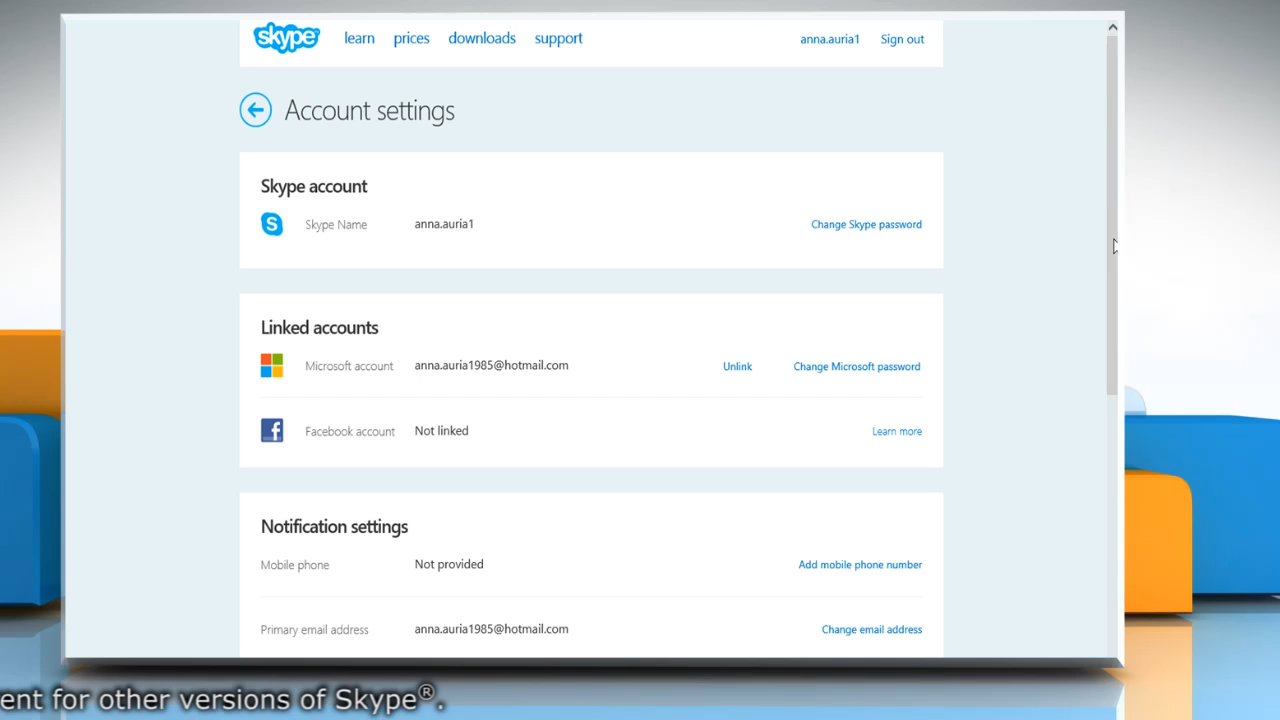 skype learn prices downloads support anna.auria1 Sign out
Account settings
Skype account
Skype Name anna.auria1 Change Skype password
Linked accounts
Microsoft account anna.auria1985@hotmail.com Unlink Change Microsoft password
Facebook account Not linked Learn more
Notification settings
Mobile phone Not provided Add mobile phone number
Primary email address anna.auria1985@hotmail.com Change email address
ent for other versions of Skype®.